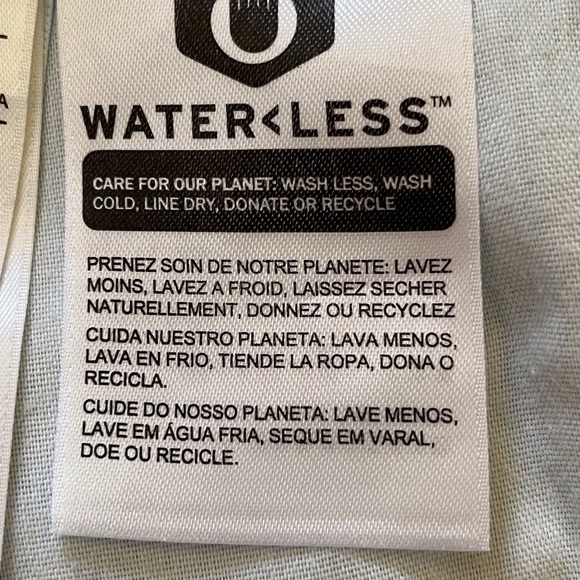 A
WATER<LESS™
CARE FOR OUR PLANET: WASH LESS, WASH
COLD, LINE DRY, DONATE OR RECYCLE
PRENEZ SOIN DE NOTRE PLANETE: LAVEZ
MOINS, LAVEZ A FROID, LAISSEZ SECHER
NATURELLEMENT, DONNEZ OU RECYCLEZ
CUIDA NUESTRO PLANETA: LAVA MENOS,
LAVA EN FRIO, TIENDE LA ROPA, DONA O
RECICLA.
CUIDE DO NOSSO PLANETA: LAVE MENOS,
LAVE EM ÁGUA FRIA, SEQUE EM VARAL,
DOE OU RECICLE.